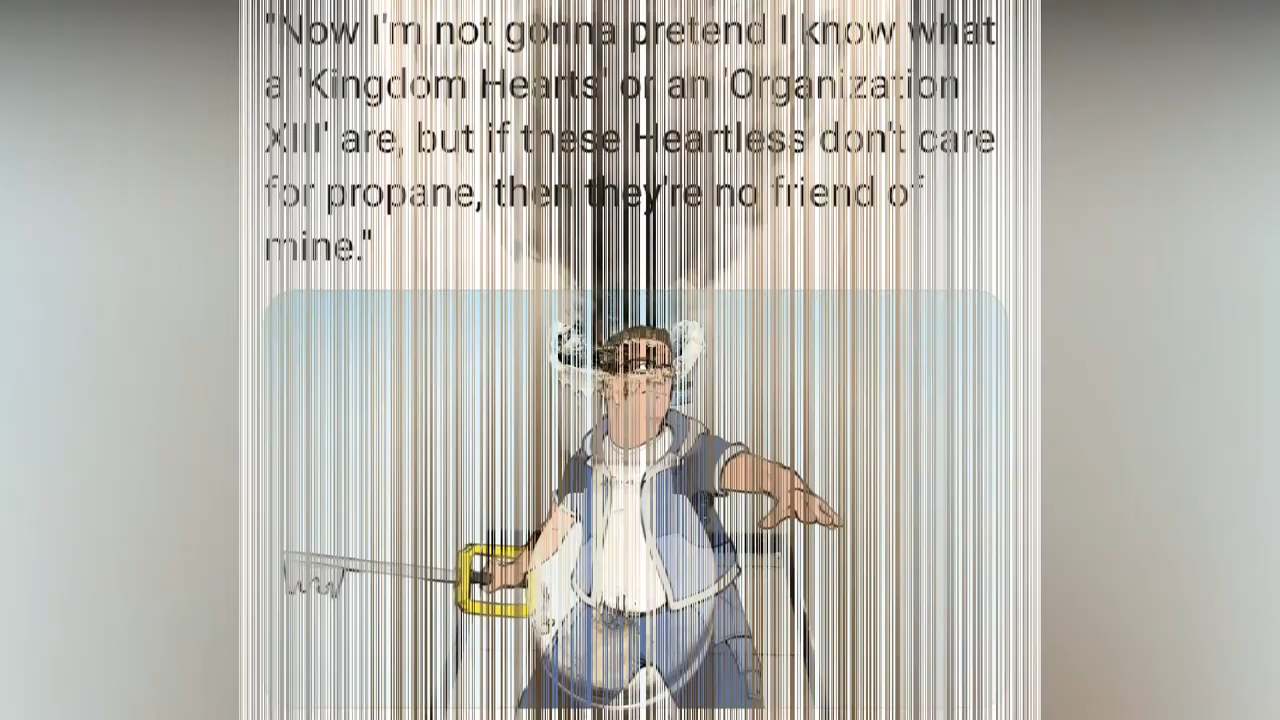 "Now I'm not gonna pretend I know what
a 'Kingdom Hearts' or an 'Organization
XIII' are, but if these Heartless don't care
for propane, then they're no friend of
mine."